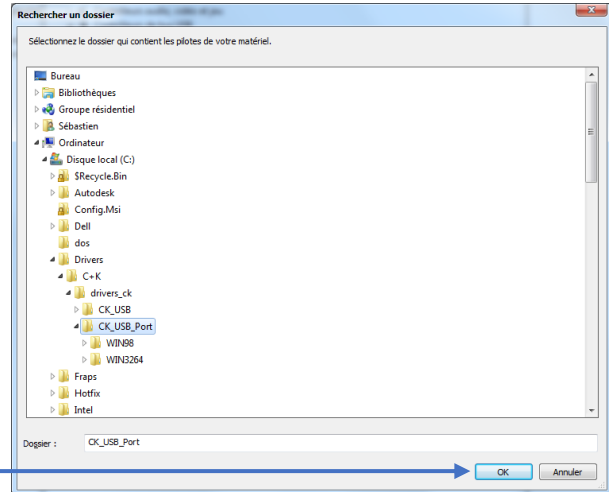 Rechercher un dossier
Sélectionnez le dossier qui contient les pilotes de votre matériel.
Bureau
Bibliothèques
Groupe résidentiel
Sébastien
Ordinateur
Disque local (C:)
$Recycle.Bin
Autodesk
Config.Msi
Dell
dos
Drivers
C+K
drivers_ck
CK_USB
CK_USB_Port
WIN98
WIN3264
Fraps
Hotfix
Intel
Dossier : CK_USB_Port
OK Annuler